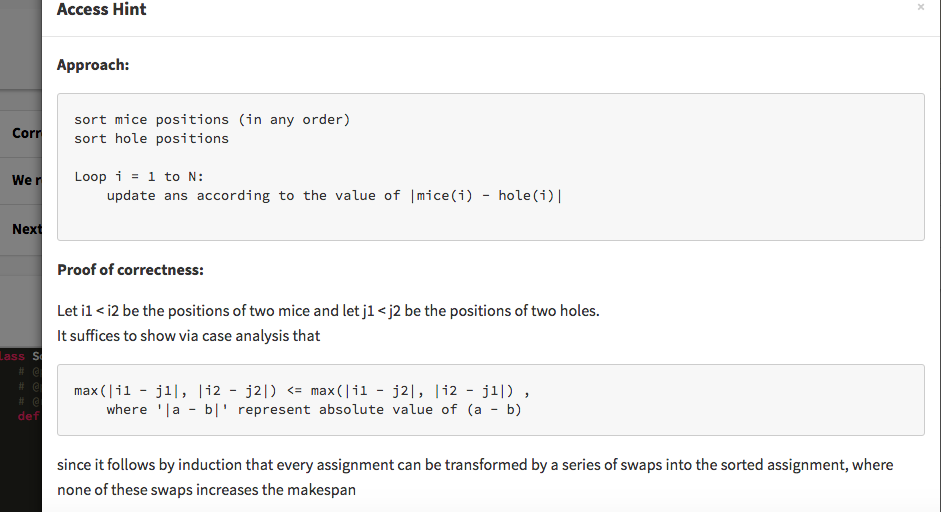 Access Hint
×
Approach:
sort mice positions (in any order)
sort hole positions
Loop i = 1 to N:
update ans according to the value of |mice(i) - hole(i)|
Corr
We r
Next
Proof of correctness:
Let i1 < i2 be the positions of two mice and let j1 < j2 be the positions of two holes.
It suffices to show via case analysis that
max(|i1 - j1|, |i2 - j2|) <= max(|i1 - j2|, |i2 - j1|) ,
where '|a - b|' represent absolute value of (a - b)
since it follows by induction that every assignment can be transformed by a series of swaps into the sorted assignment, where
none of these swaps increases the makespan
lass S
# @
# @
# @
def